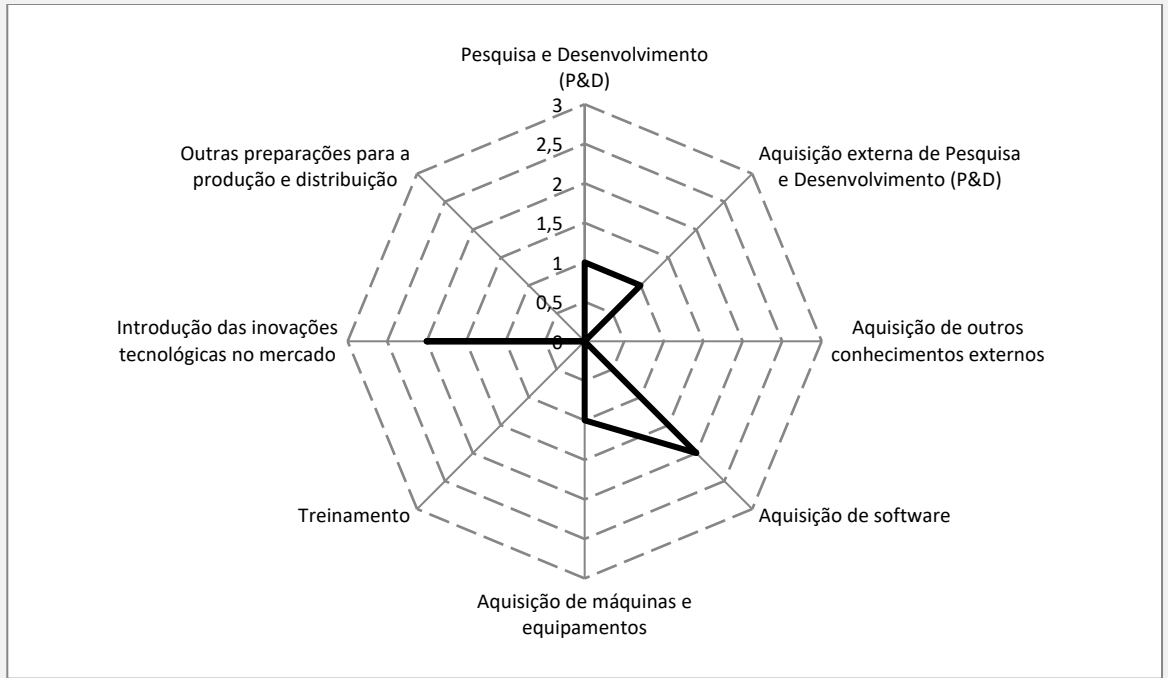 Pesquisa e Desenvolvimento
(P&D)
3
2,5
2
1,5
1
0,5
0
Aquisição externa de Pesquisa
e Desenvolvimento (P&D)
Aquisição de outros
conhecimentos externos
Aquisição de software
Aquisição de máquinas e
equipamentos
Treinamento
Introdução das inovações
tecnológicas no mercado
Outras preparações para a
produção e distribuição